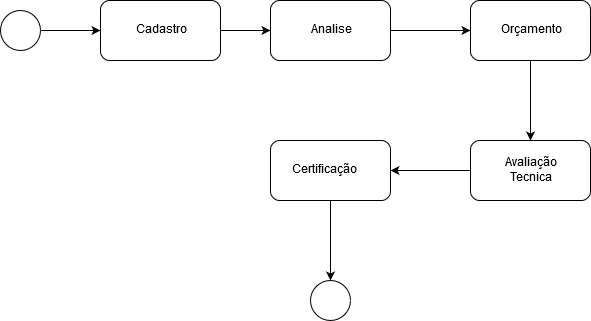 Cadastro
Analise
Orçamento
Avaliação
Tecnica
Certificação